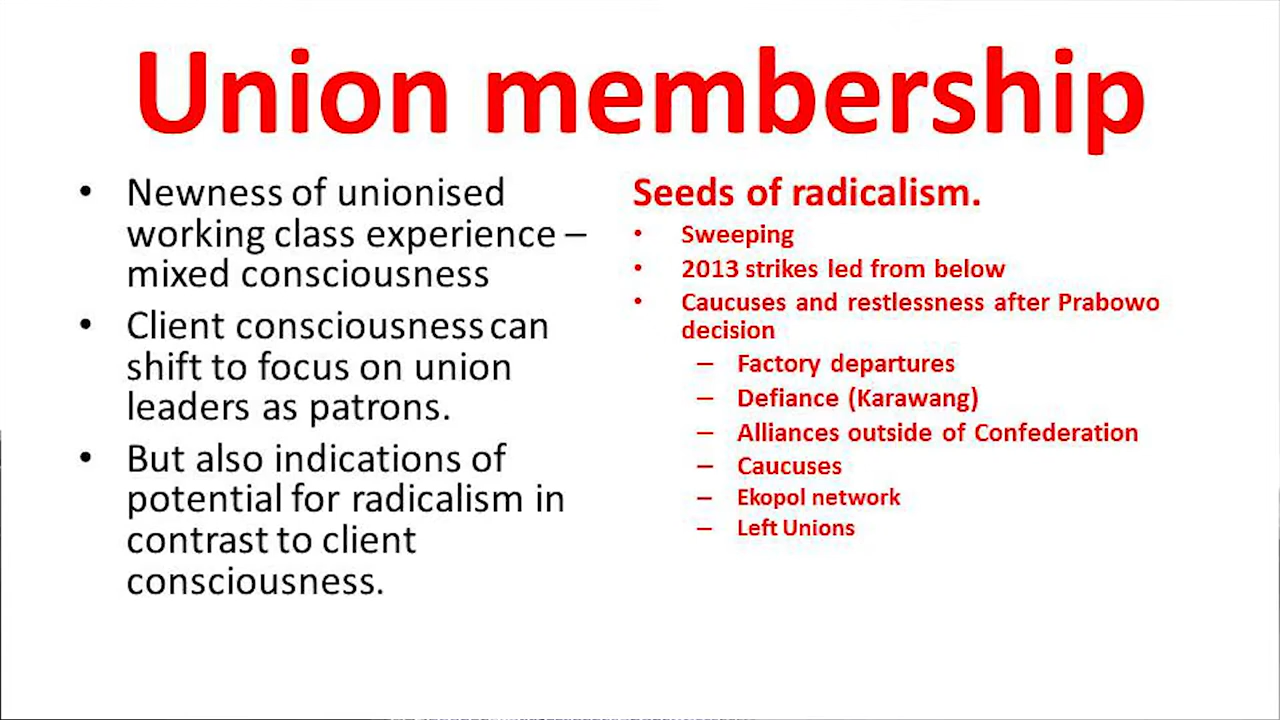 Union membership
• Newness of unionised
working class experience –
mixed consciousness
• Client consciousness can
shift to focus on union
leaders as patrons.
• But also indications of
potential for radicalism in
contrast to client
consciousness.
Seeds of radicalism.
• Sweeping
• 2013 strikes led from below
• Caucuses and restlessness after Prabowo
decision
– Factory departures
– Defiance (Karawang)
– Alliances outside of Confederation
– Caucuses
– Ekopol network
– Left Unions